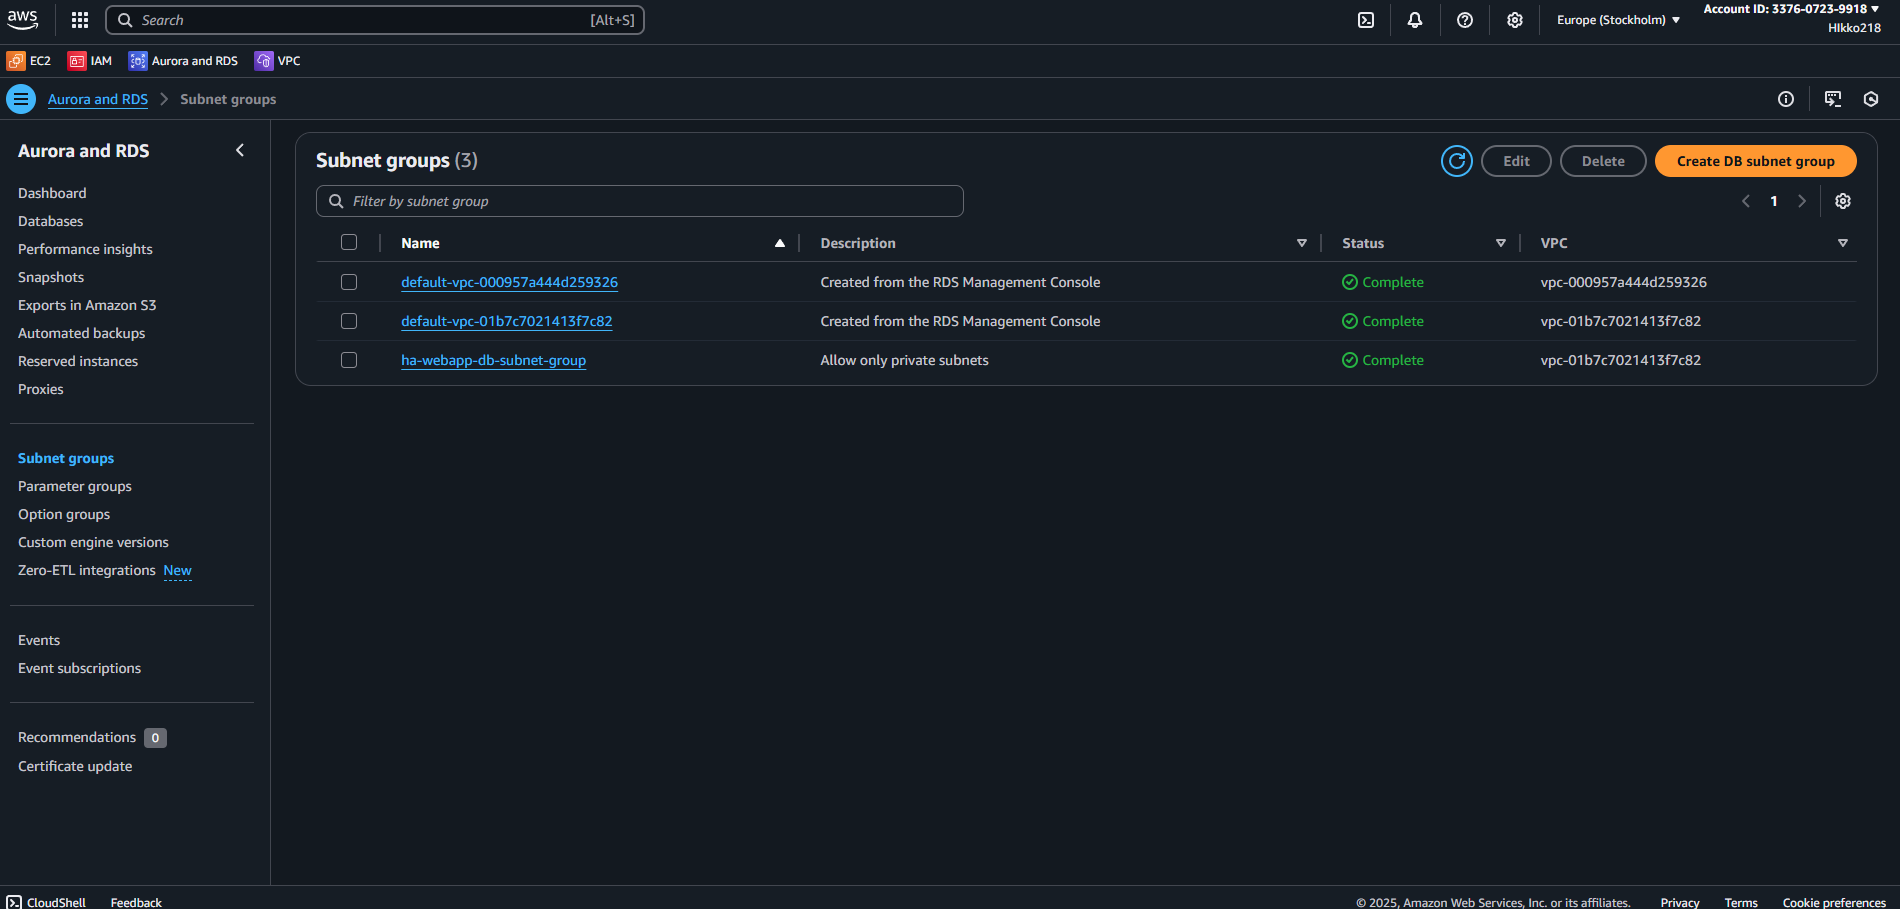 aws
Search [Alt+S]
Europe (Stockholm)
Account ID: 3376-0723-9918
HIkko218
EC2 IAM Aurora and RDS VPC
Aurora and RDS Subnet groups
Aurora and RDS
Dashboard
Databases
Performance insights
Snapshots
Exports in Amazon S3
Automated backups
Reserved instances
Proxies
Subnet groups
Parameter groups
Option groups
Custom engine versions
Zero-ETL integrations New
Events
Event subscriptions
Recommendations 0
Certificate update
Subnet groups (3)
Edit Delete Create DB subnet group
Filter by subnet group
1
Name Description Status VPC
default-vpc-000957a444d259326 Created from the RDS Management Console Complete vpc-000957a444d259326
default-vpc-01b7c7021413f7c82 Created from the RDS Management Console Complete vpc-01b7c7021413f7c82
ha-webapp-db-subnet-group Allow only private subnets Complete vpc-01b7c7021413f7c82
CloudShell Feedback © 2025, Amazon Web Services, Inc. or its affiliates. Privacy Terms Cookie preferences